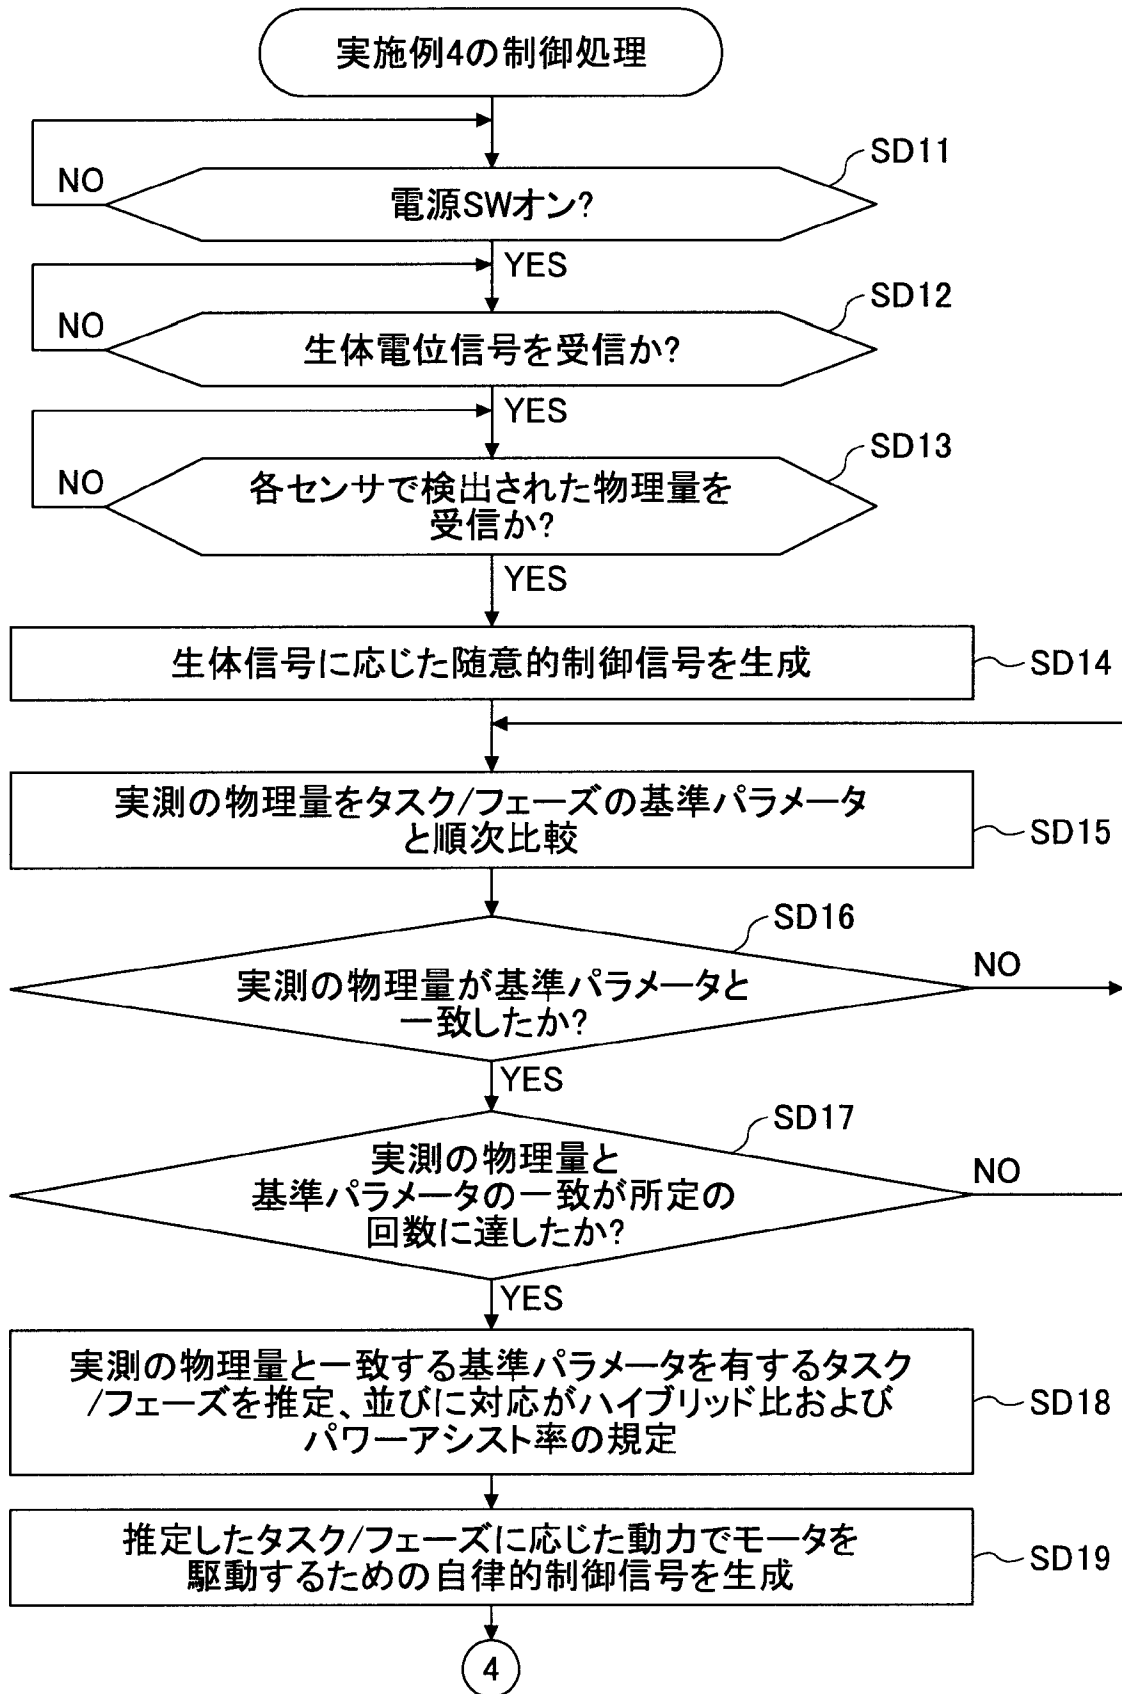 実施例4の制御処理
SD11
NO
電源SWオン?
YES
SD12
NO
生体電位信号を受信か?
YES
SD13
NO
各センサで検出された物理量を
受信か?
YES
生体信号に応じた随意的制御信号を生成
SD14
実測の物理量をタスク/フェーズの基準パラメータ
と順次比較
SD15
SD16
NO
実測の物理量が基準パラメータと
一致したか?
YES
SD17
NO
実測の物理量と
基準パラメータの一致が所定の
回数に達したか?
YES
実測の物理量と一致する基準パラメータを有するタスク
/フェーズを推定、並びに対応がハイブリッド比および
パワーアシスト率の規定
SD18
推定したタスク/フェーズに応じた動力でモータを
駆動するための自律的制御信号を生成
SD19
4